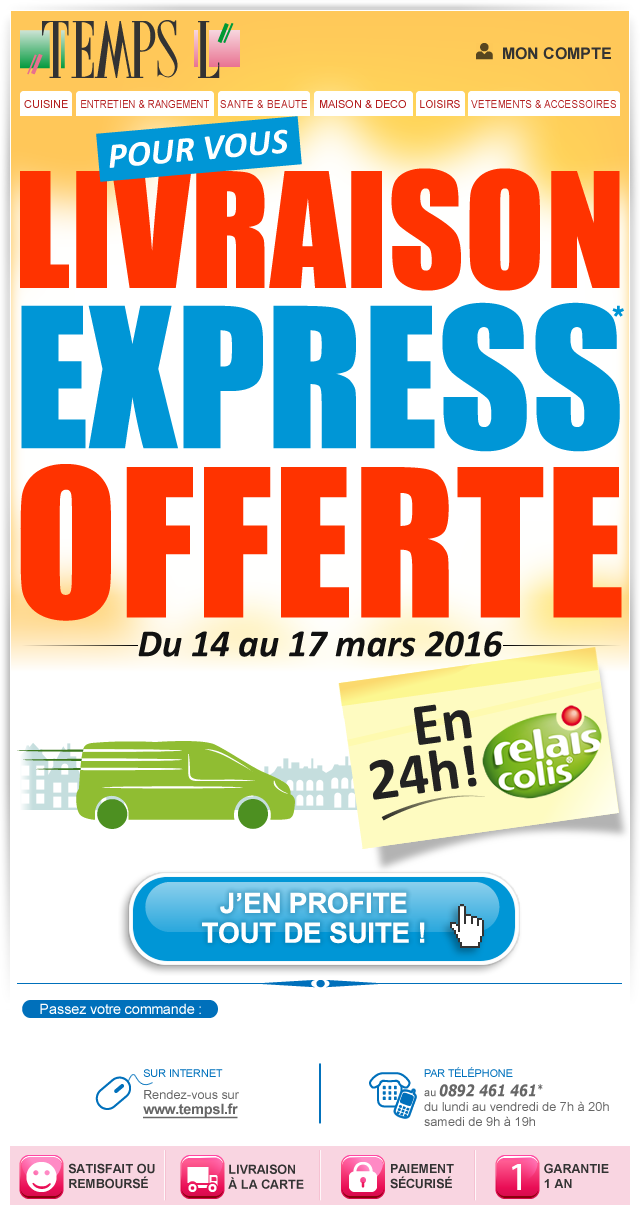 TEMPS L
MON COMPTE
CUISINE
ENTRETIEN & RANGEMENT
SANTE & BEAUTE
MAISON & DECO
LOISIRS
VETEMENTS & ACCESSOIRES
POUR VOUS
LIVRAISON
EXPRESS*
OFFERTE
Du 14 au 17 mars 2016
En
24h!
relais
colis®
J'EN PROFITE
TOUT DE SUITE !
Passez votre commande :
SUR INTERNET
Rendez-vous sur
www.tempsl.fr
PAR TÉLÉPHONE
au 0892 461 461*
du lundi au vendredi de 7h à 20h
samedi de 9h à 19h
SATISFAIT OU
REMBOURSÉ
LIVRAISON
À LA CARTE
PAIEMENT
SÉCURISÉ
1
GARANTIE
1 AN